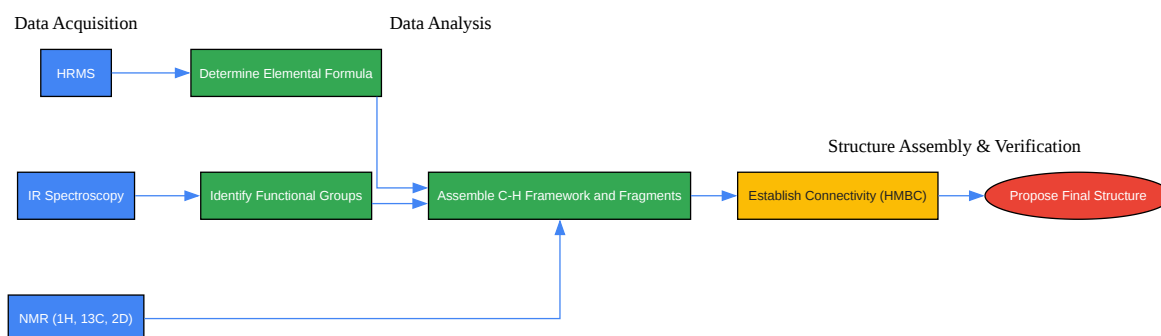 Data Acquisition
Data Analysis
HRMS
Determine Elemental Formula
Structure Assembly & Verification
IR Spectroscopy
Identify Functional Groups
Assemble C-H Framework and Fragments
Establish Connectivity (HMBC)
Propose Final Structure
NMR (1H, 13C, 2D)